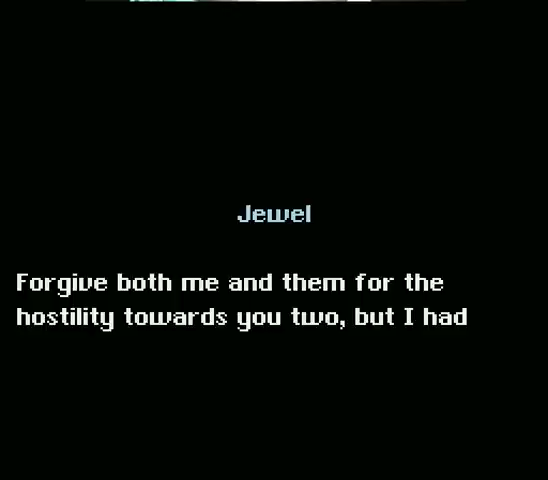 Jewel
Forgive both me and them for the
hostility towards you two, but I had